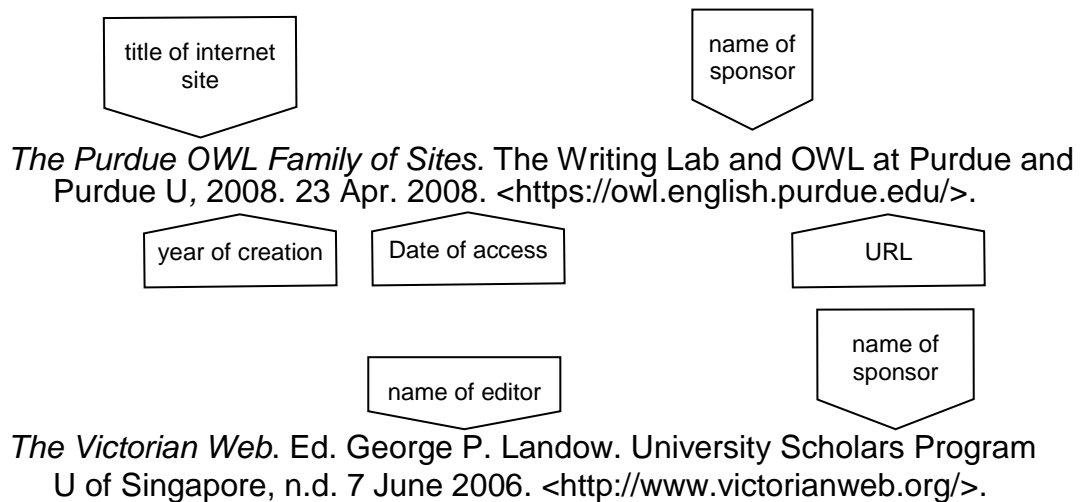 title of internet
site
name of
sponsor
The Purdue OWL Family of Sites. The Writing Lab and OWL at Purdue and
Purdue U, 2008. 23 Apr. 2008. <https://owl.english.purdue.edu/>.
year of creation
Date of access
URL
name of editor
name of
sponsor
The Victorian Web. Ed. George P. Landow. University Scholars Program
U of Singapore, n.d. 7 June 2006. <http://www.victorianweb.org/>.